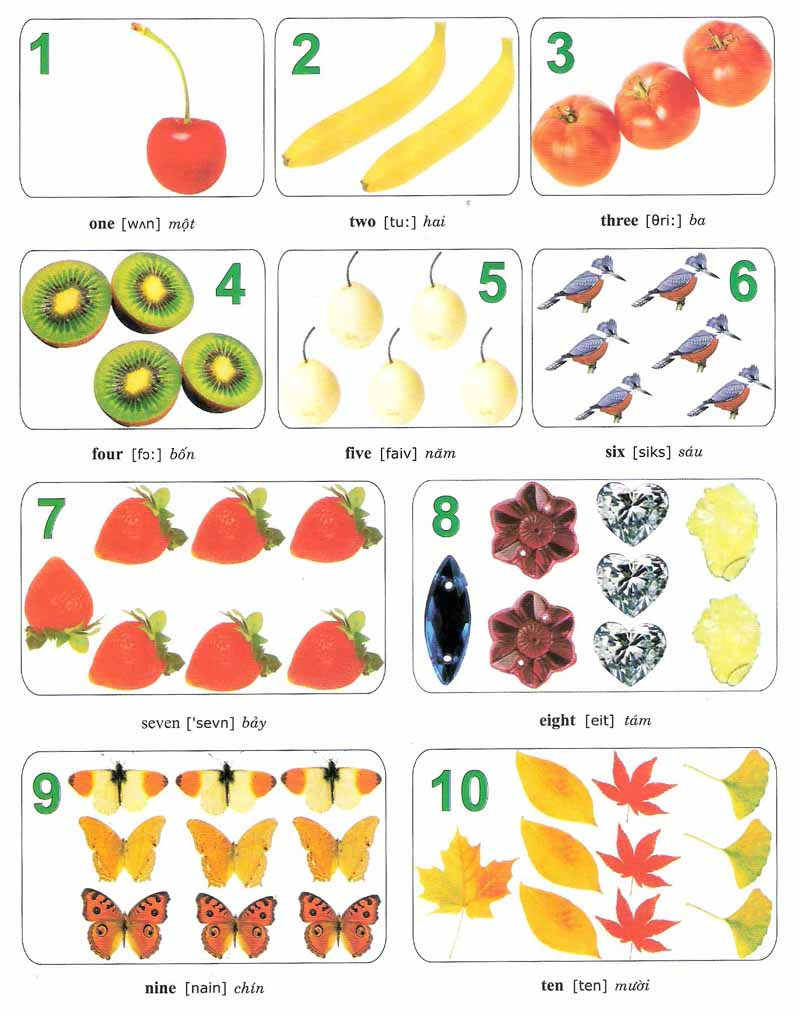 1
2
3
one [wʌn] một
two [tu:] hai
three [θri:] ba
4
5
6
four [fɔ:] bốn
five [faiv] năm
six [siks] sáu
7
8
seven ['sevn] bảy
eight [eit] tám
9
10
nine [nain] chín
ten [ten] mười